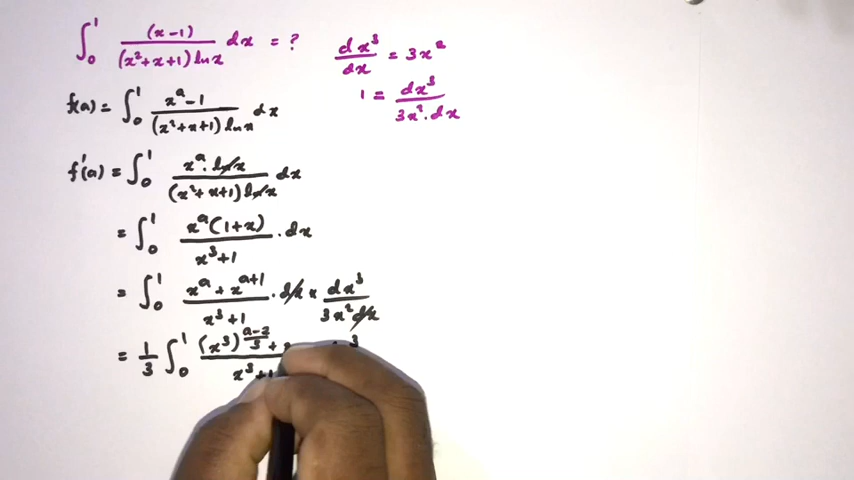 ∫₀¹ (x-1)/((x²+x+1) ln x) dx = ?
dx³/dx = 3x²
1 = dx³/(3x².dx)
f(a) = ∫₀¹ (xᵃ-1)/((x²+x+1) ln x) dx
f'(a) = ∫₀¹ (xᵃ. ln x)/((x²+x+1) ln x) dx
= ∫₀¹ xᵃ(1+x)/(x³+1) . dx
= ∫₀¹ (xᵃ + xᵃ⁺¹)/(x³+1) . dx × dx³/(3x² dx)
= 1/3 ∫₀¹ (x³)^((a-2)/3) + / x³+1